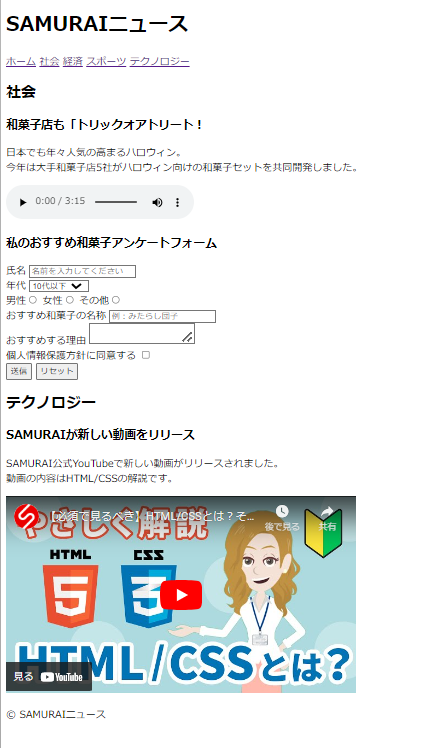 SAMURAIニュース
ホーム 社会 経済 スポーツ テクノロジー
社会
和菓子店も「トリックオアトリート！
日本でも年々人気の高まるハロウィン。
今年は大手和菓子店5社がハロウィン向けの和菓子セットを共同開発しました。
0:00 / 3:15
私のおすすめ和菓子アンケートフォーム
氏名 名前を入力してください
年代 10代以下
男性 女性 その他
おすすめ和菓子の名称 例：みたらし団子
おすすめする理由
個人情報保護方針に同意する
送信 リセット
テクノロジー
SAMURAIが新しい動画をリリース
SAMURAI公式YouTubeで新しい動画がリリースされました。
動画の内容はHTML/CSSの解説です。
【必須で見るべき】HTML/CSSとは？そ...
後で見る 共有
やさしく解説
HTML CSS
5 3
HTML/CSSとは？
見る YouTube
© SAMURAIニュース